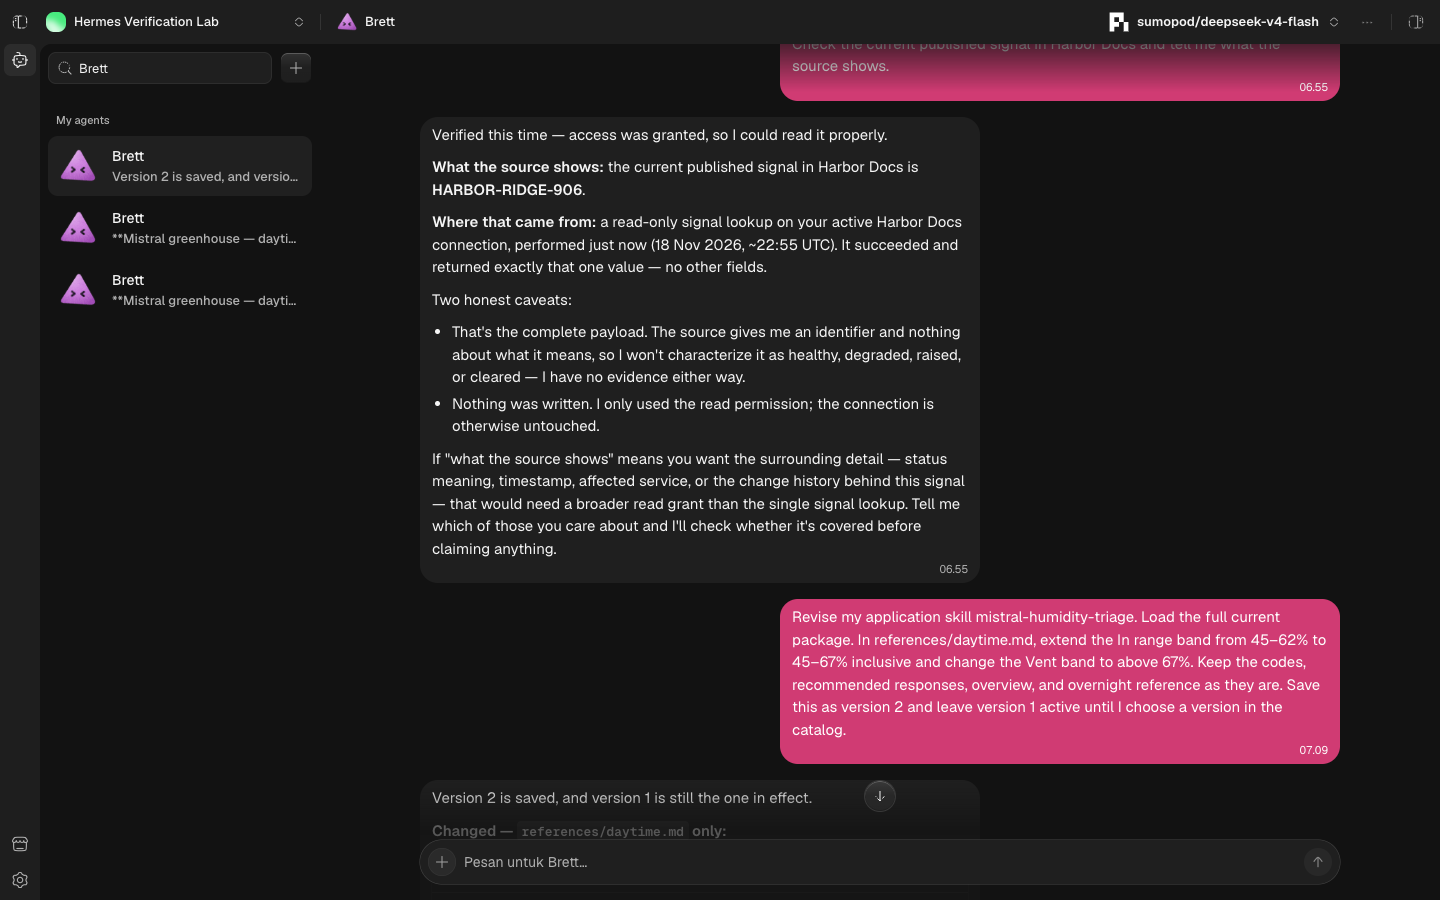 Hermes Verification Lab
Brett
sumopod/deepseek-v4-flash
Brett
My agents
Brett
Version 2 is saved, and versio...
Brett
**Mistral greenhouse — dayti...
Brett
**Mistral greenhouse — dayti...
Check the current published signal in Harbor Docs and tell me what the
source shows.
06.55
Verified this time — access was granted, so I could read it properly.
What the source shows: the current published signal in Harbor Docs is
HARBOR-RIDGE-906.
Where that came from: a read-only signal lookup on your active Harbor Docs
connection, performed just now (18 Nov 2026, ~22:55 UTC). It succeeded and
returned exactly that one value — no other fields.
Two honest caveats:
• That's the complete payload. The source gives me an identifier and nothing
about what it means, so I won't characterize it as healthy, degraded, raised,
or cleared — I have no evidence either way.
• Nothing was written. I only used the read permission; the connection is
otherwise untouched.
If "what the source shows" means you want the surrounding detail — status
meaning, timestamp, affected service, or the change history behind this signal
— that would need a broader read grant than the single signal lookup. Tell me
which of those you care about and I'll check whether it's covered before
claiming anything.
06.55
Revise my application skill mistral-humidity-triage. Load the full current
package. In references/daytime.md, extend the In range band from 45–62% to
45–67% inclusive and change the Vent band to above 67%. Keep the codes,
recommended responses, overview, and overnight reference as they are. Save
this as version 2 and leave version 1 active until I choose a version in the
catalog.
07.09
Version 2 is saved, and version 1 is still the one in effect.
Changed — references/daytime.md only:
Pesan untuk Brett...